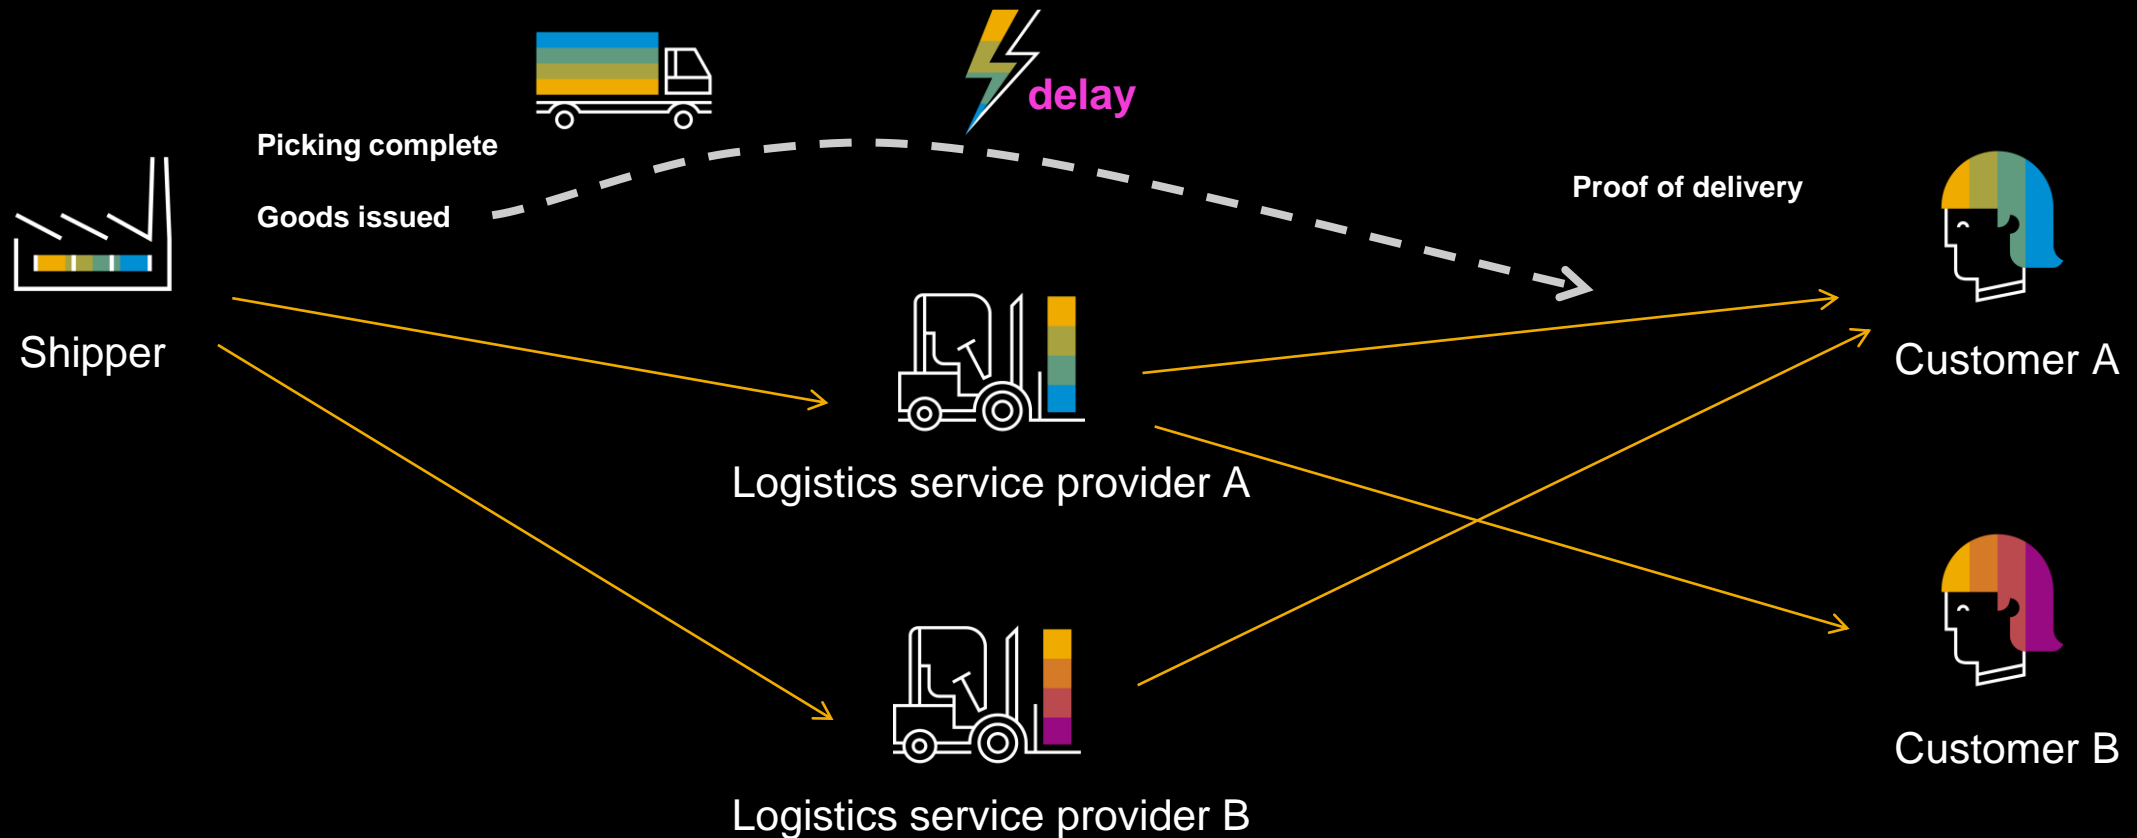 delay
Picking complete
Proof of delivery
Goods issued
Shipper
Customer A
Logistics service provider A
Customer B
Logistics service provider B